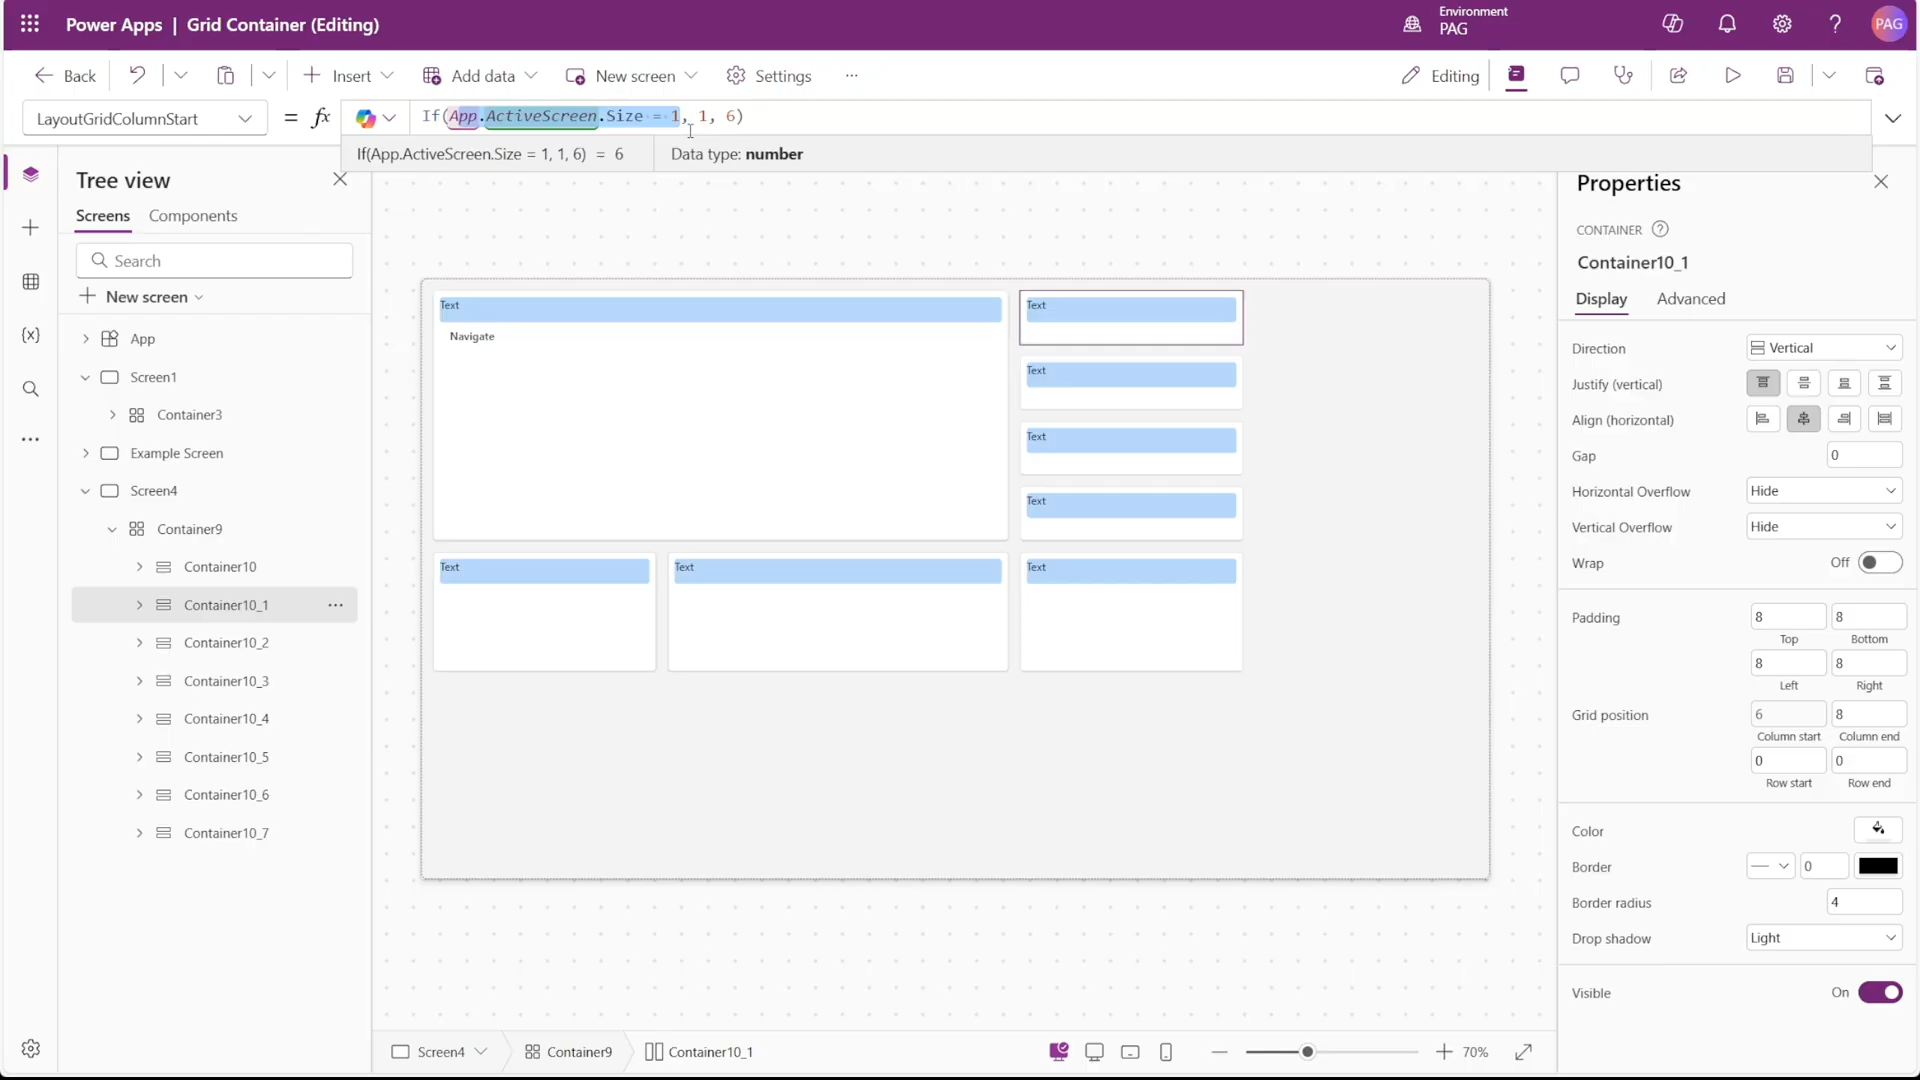 Power Apps | Grid Container (Editing)
Environment
PAG
PAG
Back
Insert
Add data
New screen
Settings
Editing
LayoutGridColumnStart
= fx
If(App.ActiveScreen.Size = 1, 1, 6)
If(App.ActiveScreen.Size = 1, 1, 6) = 6
Data type: number
Tree view
Screens
Components
Search
New screen
App
Screen1
Container3
Example Screen
Screen4
Container9
Container10
Container10_1
Container10_2
Container10_3
Container10_4
Container10_5
Container10_6
Container10_7
Text
Navigate
Text
Text
Text
Text
Text
Text
Text
Properties
CONTAINER
Container10_1
Display
Advanced
Direction
Vertical
Justify (vertical)
Align (horizontal)
Gap
0
Horizontal Overflow
Hide
Vertical Overflow
Hide
Wrap
Off
Padding
8
8
Top
Bottom
8
8
Left
Right
Grid position
6
8
Column start
Column end
0
0
Row start
Row end
Color
Border
0
Border radius
4
Drop shadow
Light
Visible
On
Screen4
Container9
Container10_1
70%